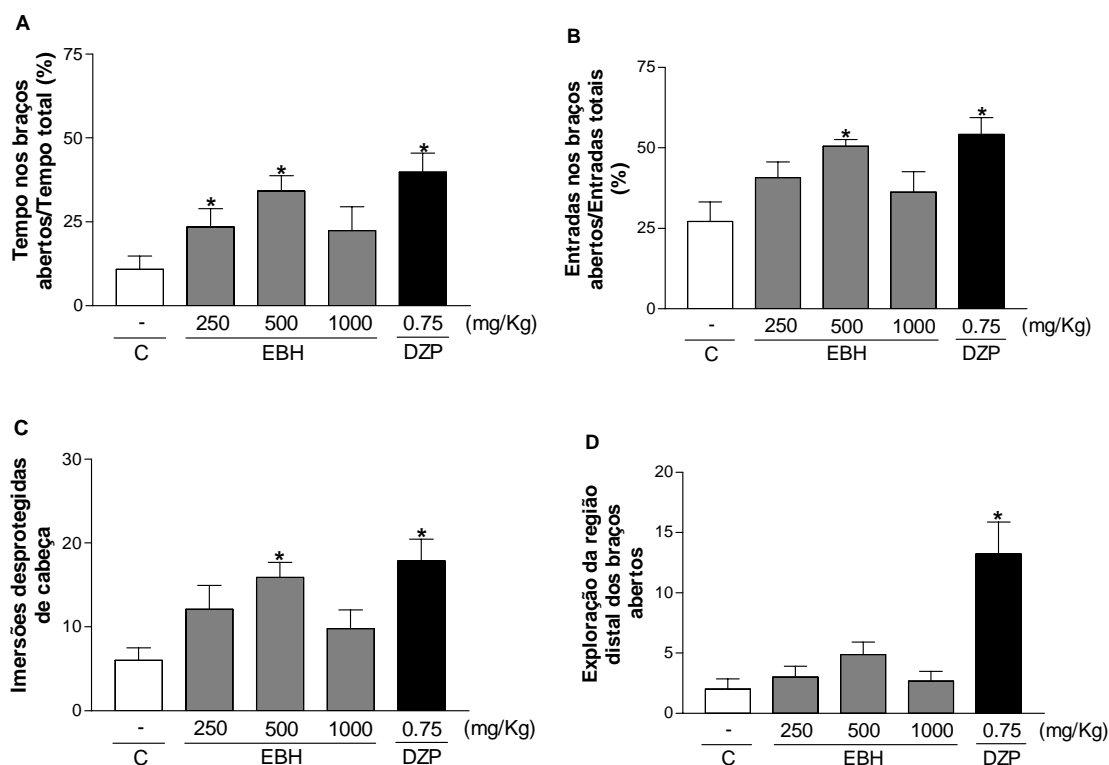 A
Tempo nos braços
abertos/Tempo total (%)
75
50
25
0
*
*
*
-
250
500
1000
0.75
(mg/Kg)
C
EBH
DZP
B
Entradas nos braços
abertos/Entradas totais
(%)
75
50
25
0
*
*
-
250
500
1000
0.75
(mg/Kg)
C
EBH
DZP
C
Imersões desprotegidas
de cabeça
30
20
10
0
*
*
-
250
500
1000
0.75
(mg/Kg)
C
EBH
DZP
D
Exploração da região
distal dos braços
abertos
20
15
10
5
0
*
-
250
500
1000
0.75
(mg/Kg)
C
EBH
DZP